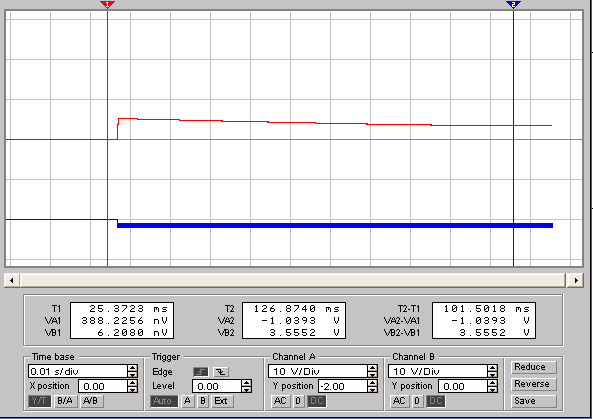 1 2
T1 25.3723 ms T2 126.8740 ms T2-T1 101.5018 ms
VA1 388.2256 nV VA2 -1.0393 V VA2-VA1 -1.0393 V
VB1 6.2080 nV VB2 3.5552 V VB2-VB1 3.5552 V
Time base Trigger Channel A Channel B Reduce
0.01 s/div Edge 10 V/Div 10 V/Div
X position 0.00 Level 0.00 Y position -2.00 Y position 0.00 Reverse
Y/T B/A A/B Auto A B Ext AC 0 DC AC 0 DC Save